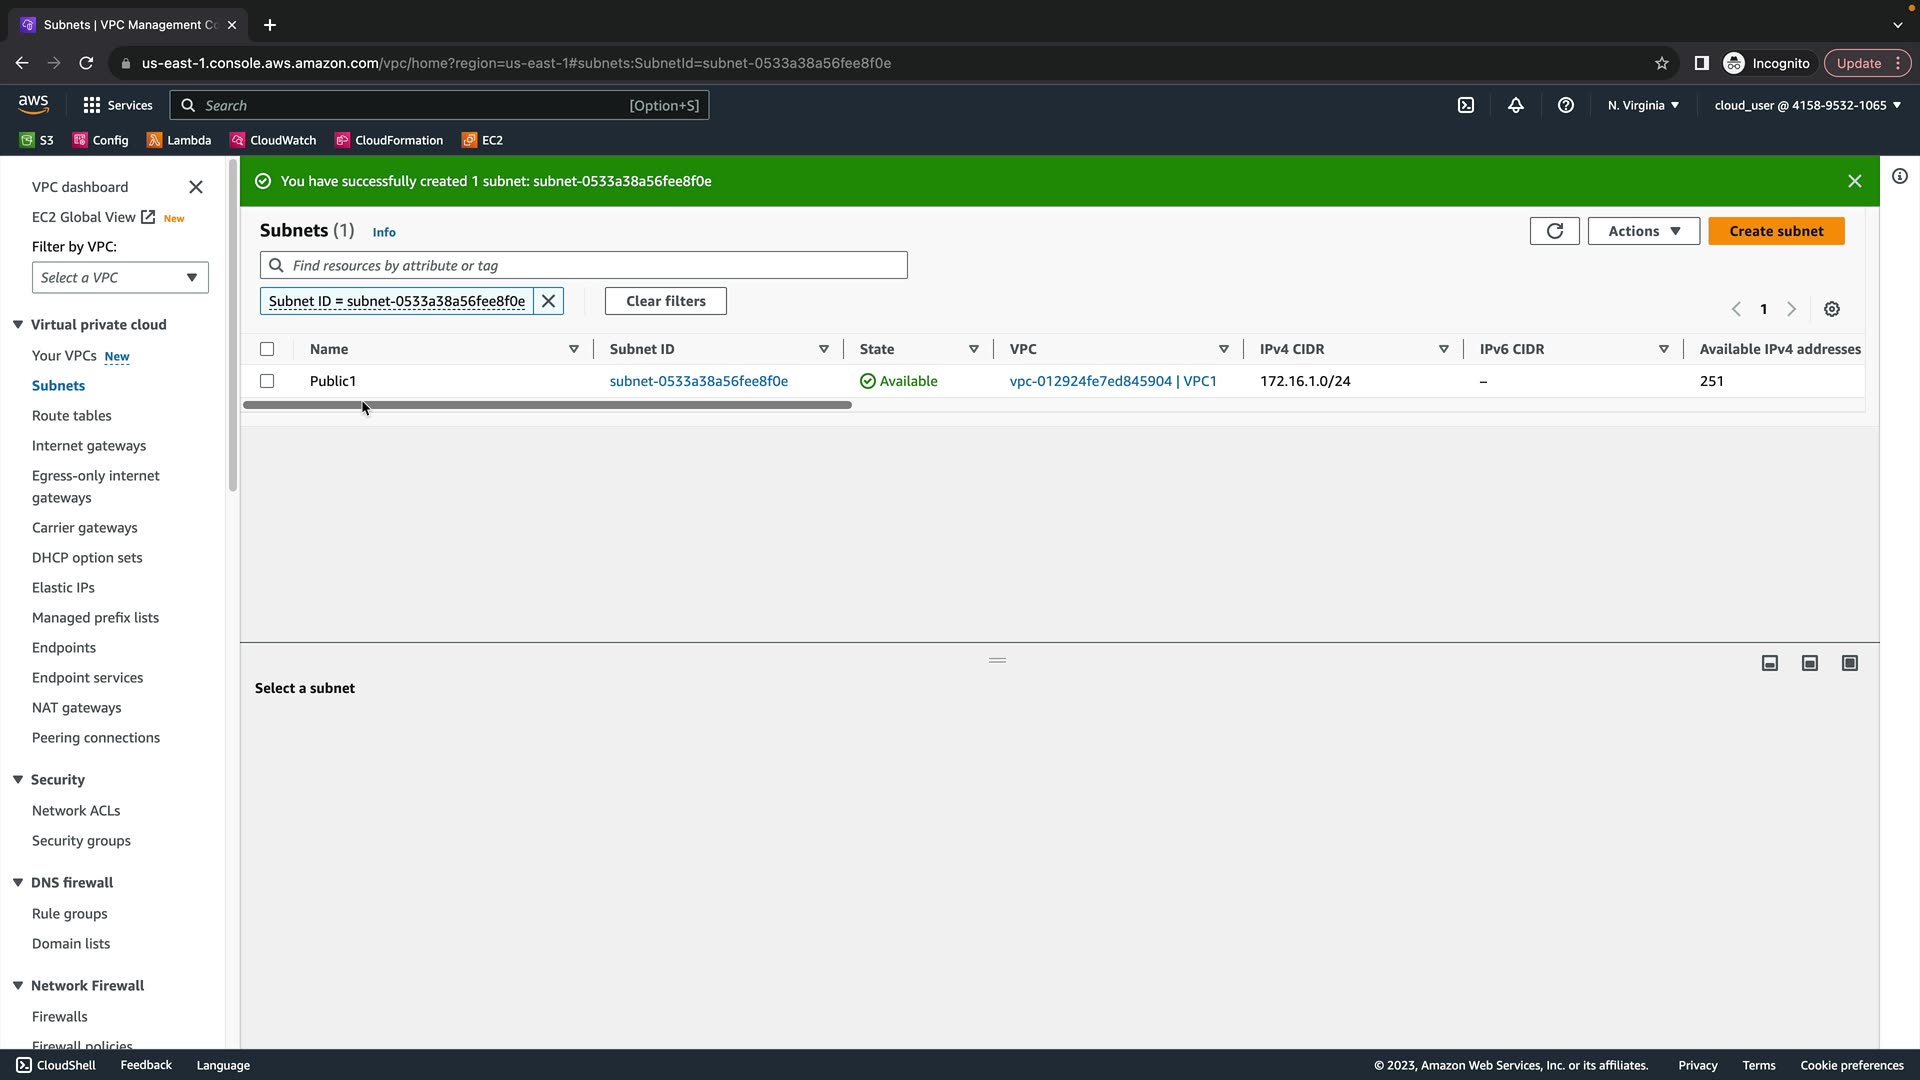 Subnets | VPC Management Co
us-east-1.console.aws.amazon.com/vpc/home?region=us-east-1#subnets:SubnetId=subnet-0533a38a56fee8f0e
Incognito
Update
aws
Services
Search
[Option+S]
N. Virginia
cloud_user @ 4158-9532-1065
S3
Config
Lambda
CloudWatch
CloudFormation
EC2
VPC dashboard
EC2 Global View New
Filter by VPC:
Select a VPC
Virtual private cloud
Your VPCs New
Subnets
Route tables
Internet gateways
Egress-only internet
gateways
Carrier gateways
DHCP option sets
Elastic IPs
Managed prefix lists
Endpoints
Endpoint services
NAT gateways
Peering connections
Security
Network ACLs
Security groups
DNS firewall
Rule groups
Domain lists
Network Firewall
Firewalls
Firewall policies
You have successfully created 1 subnet: subnet-0533a38a56fee8f0e
Subnets (1) Info
Actions
Create subnet
Find resources by attribute or tag
Subnet ID = subnet-0533a38a56fee8f0e
Clear filters
1
Name Subnet ID State VPC IPv4 CIDR IPv6 CIDR Available IPv4 addresses
Public1 subnet-0533a38a56fee8f0e Available vpc-012924fe7ed845904 | VPC1 172.16.1.0/24 – 251
Select a subnet
CloudShell
Feedback
Language
© 2023, Amazon Web Services, Inc. or its affiliates.
Privacy
Terms
Cookie preferences